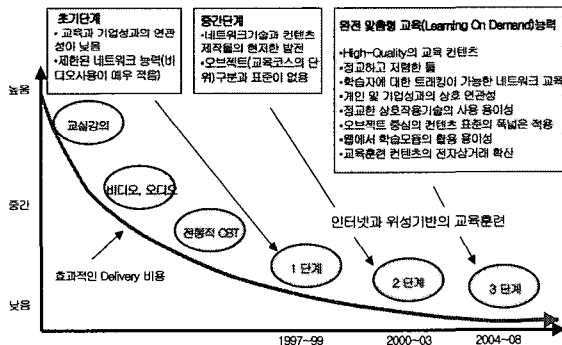 초기단계
• 교육과 기업성과의 연관
성이 낮음
• 제한된 네트워크 능력(비
디오사용이 매우 적음)
중간단계
•네트워크기술과 컨텐츠
제작툴의 현저한 발전
•오브젝트(교육코스의 단
위)구분과 표준이 없음
완전 맞춤형 교육(Learning On Demand)능력
•High-Quality의 교육 컨텐츠
•정교하고 저렴한 툴
•학습자에 대한 트래킹이 가능한 네트워크 교육
•개인 및 기업성과의 상호 연관성
•정교한 상호작용기술의 사용 용이성
•오브젝트 중심의 컨텐츠 표준의 폭넓은 적용
•웹에서 학습모듈의 활용 용이성
•교육훈련 컨텐츠의 전자상거래 확산
높음
중간
낮음
교실강의
비디오, 오디오
전통적 CBT
인터넷과 위성기반의 교육훈련
1 단계
2 단계
3 단계
효과적인 Delivery 비용
1997~99
2000~03
2004~08